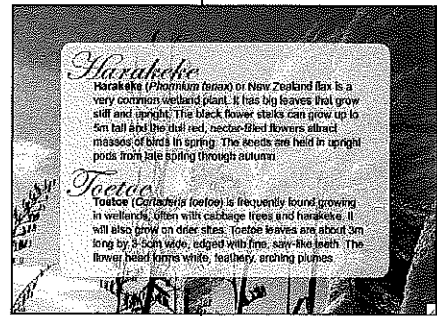 Harakeke
Harakeke (Phormium tenax) or New Zealand flax is a
very common wetland plant. It has big leaves that grow
stiff and upright. The black flower stalks can grow up to
5m tall and the dull red, nectar-filled flowers attract
masses of birds in spring. The seeds are held in upright
pods from late spring through autumn.
Toetoe
Toetoe (Cortaderia toetoe) is frequently found growing
in wetlands, often with cabbage trees and harakeke. It
will also grow on drier sites. Toetoe leaves are about 3m
long by 3-5cm wide, edged with fine, saw-like teeth. The
flower head forms white, feathery, arching plumes.